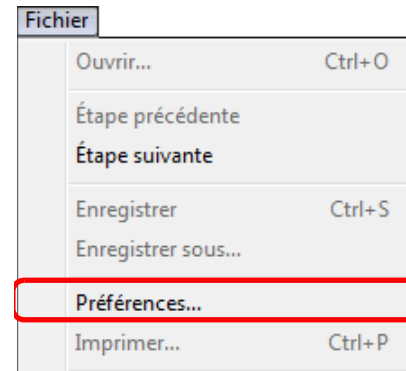 Fichier
Ouvrir... Ctrl+O
Étape précédente
Étape suivante
Enregistrer Ctrl+S
Enregistrer sous...
Préférences...
Imprimer... Ctrl+P